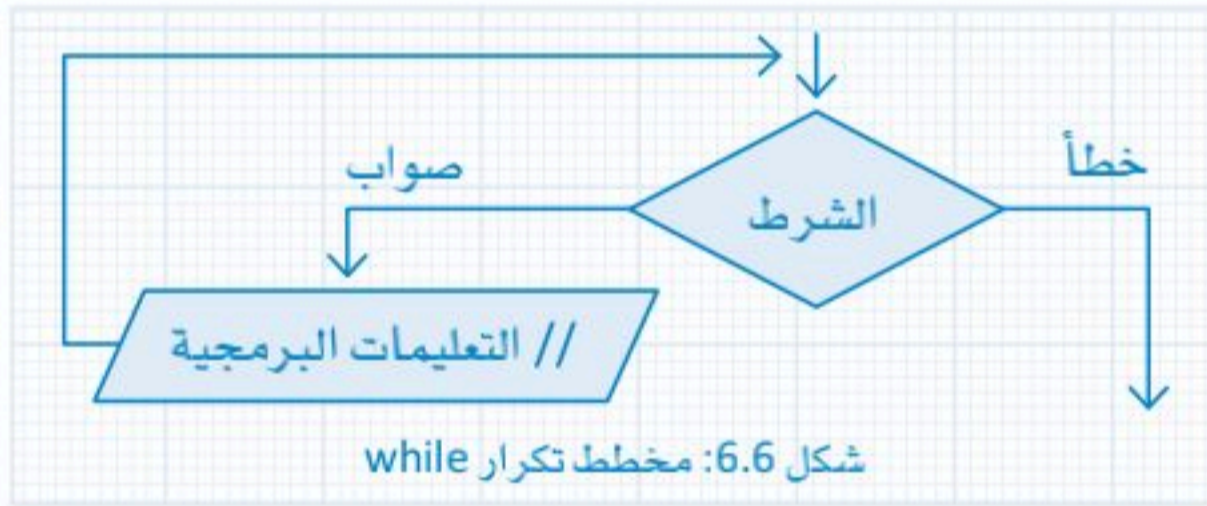 خطأ
صواب
الشرط
// التعليمات البرمجية
شكل 6.6: مخطط تكرار while